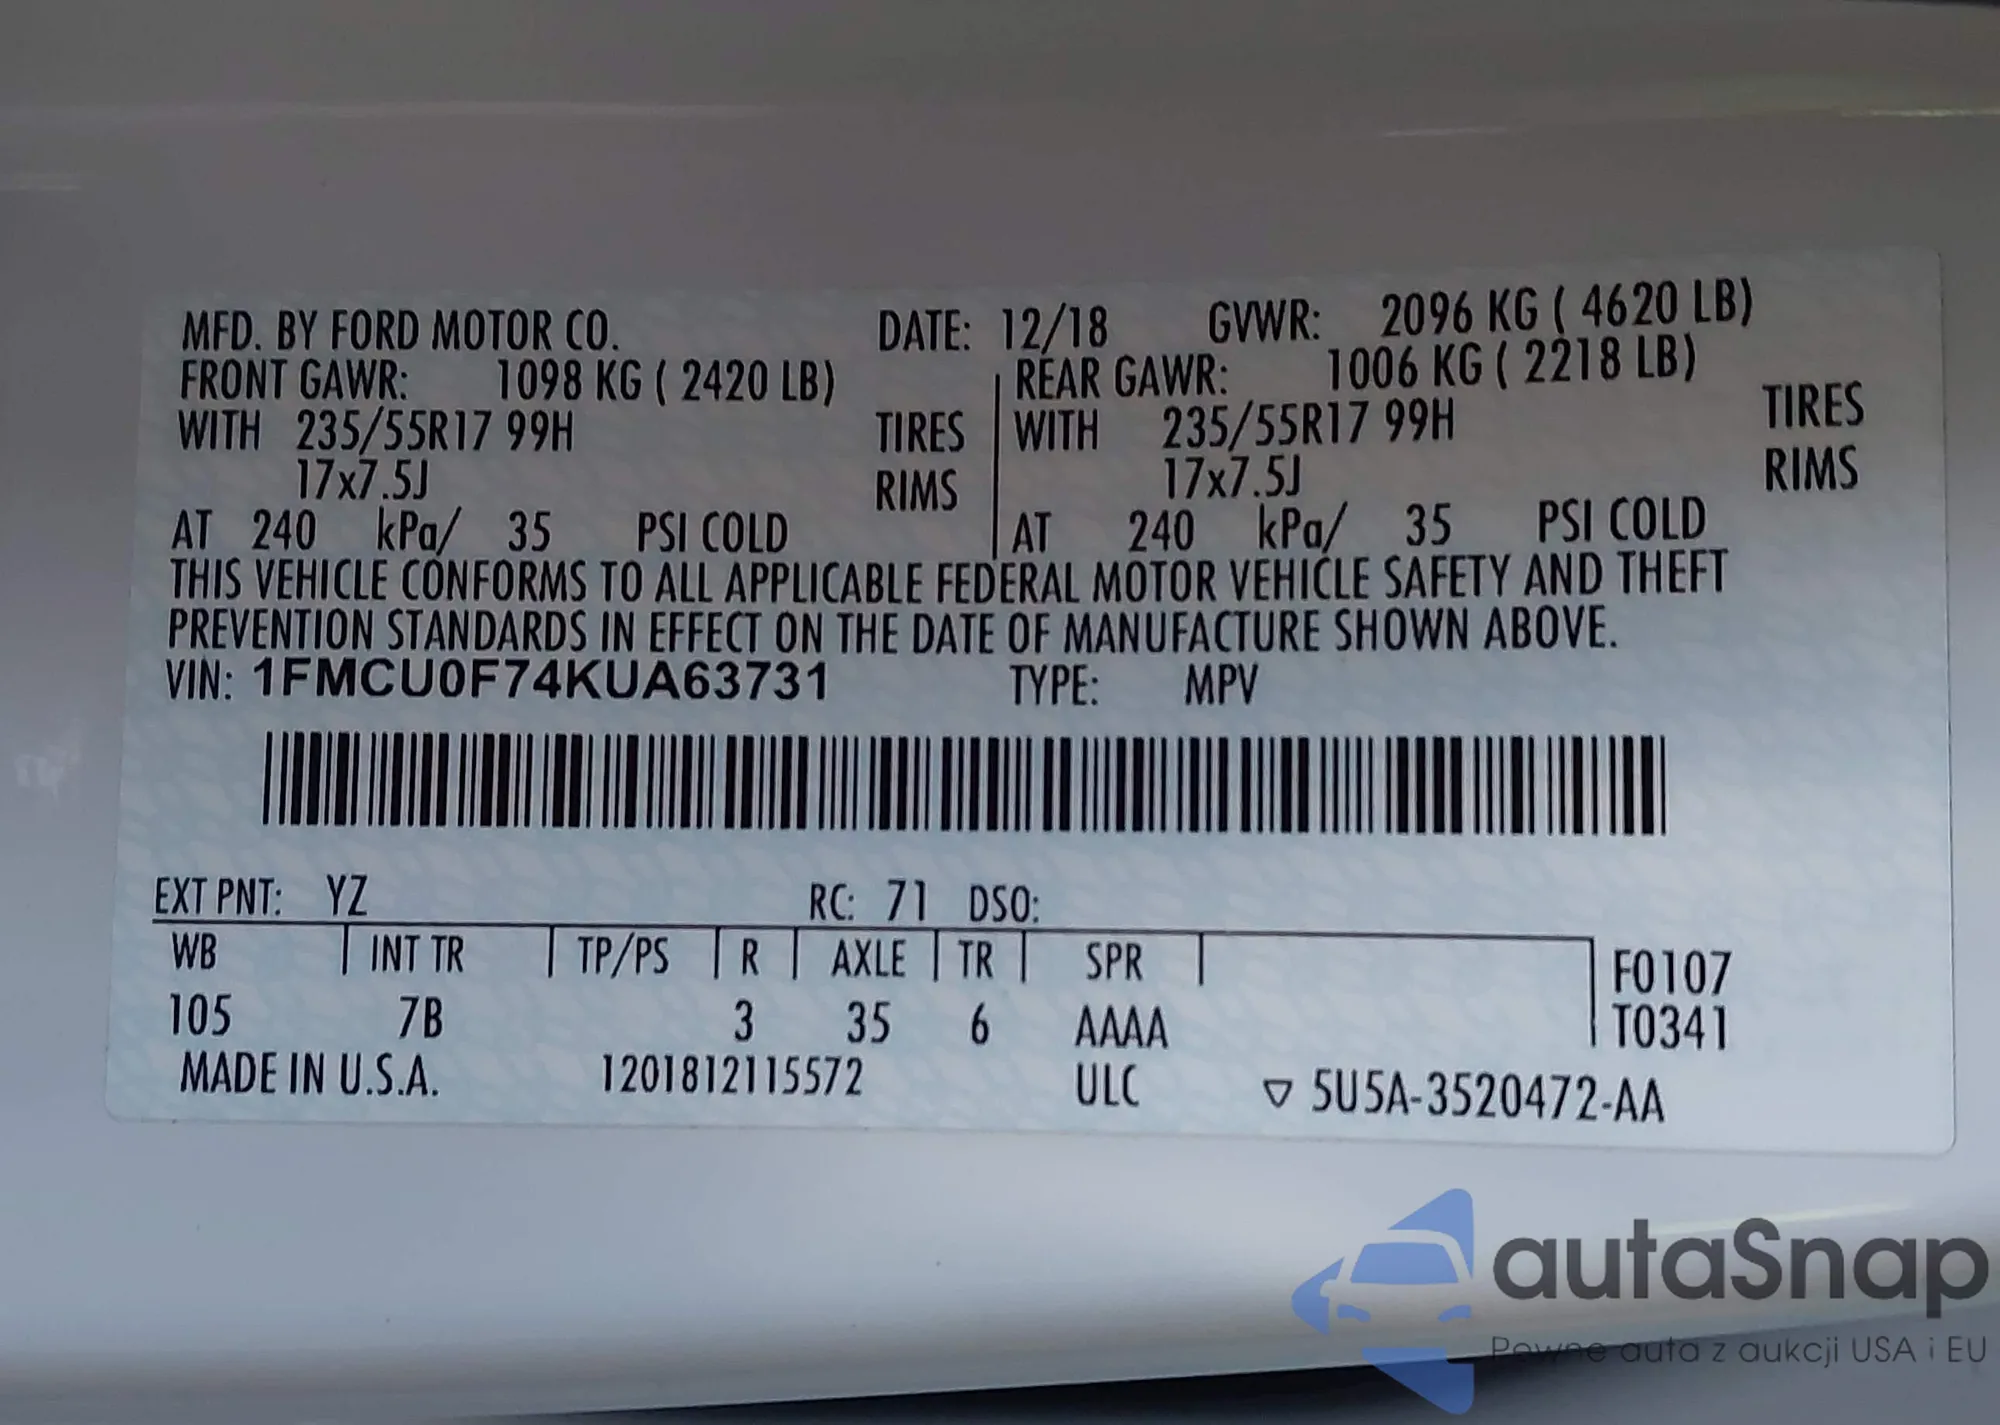 MFD. BY FORD MOTOR CO. DATE: 12/18 GVWR: 2096 KG ( 4620 LB)
FRONT GAWR: 1098 KG ( 2420 LB) REAR GAWR: 1006 KG ( 2218 LB)
WITH 235/55R17 99H TIRES WITH 235/55R17 99H TIRES
17x7.5J RIMS 17x7.5J RIMS
AT 240 kPa/ 35 PSI COLD AT 240 kPa/ 35 PSI COLD
THIS VEHICLE CONFORMS TO ALL APPLICABLE FEDERAL MOTOR VEHICLE SAFETY AND THEFT
PREVENTION STANDARDS IN EFFECT ON THE DATE OF MANUFACTURE SHOWN ABOVE.
VIN: 1FMCU0F74KUA63731 TYPE: MPV
EXT PNT: YZ RC: 71 DSO:
WB INT TR TP/PS R AXLE TR SPR F0107
105 7B 3 35 6 AAAA T0341
MADE IN U.S.A. 1201812115572 ULC ▽ 5U5A-3520472-AA
autaSnap
Pewne auta z aukcji USA i EU